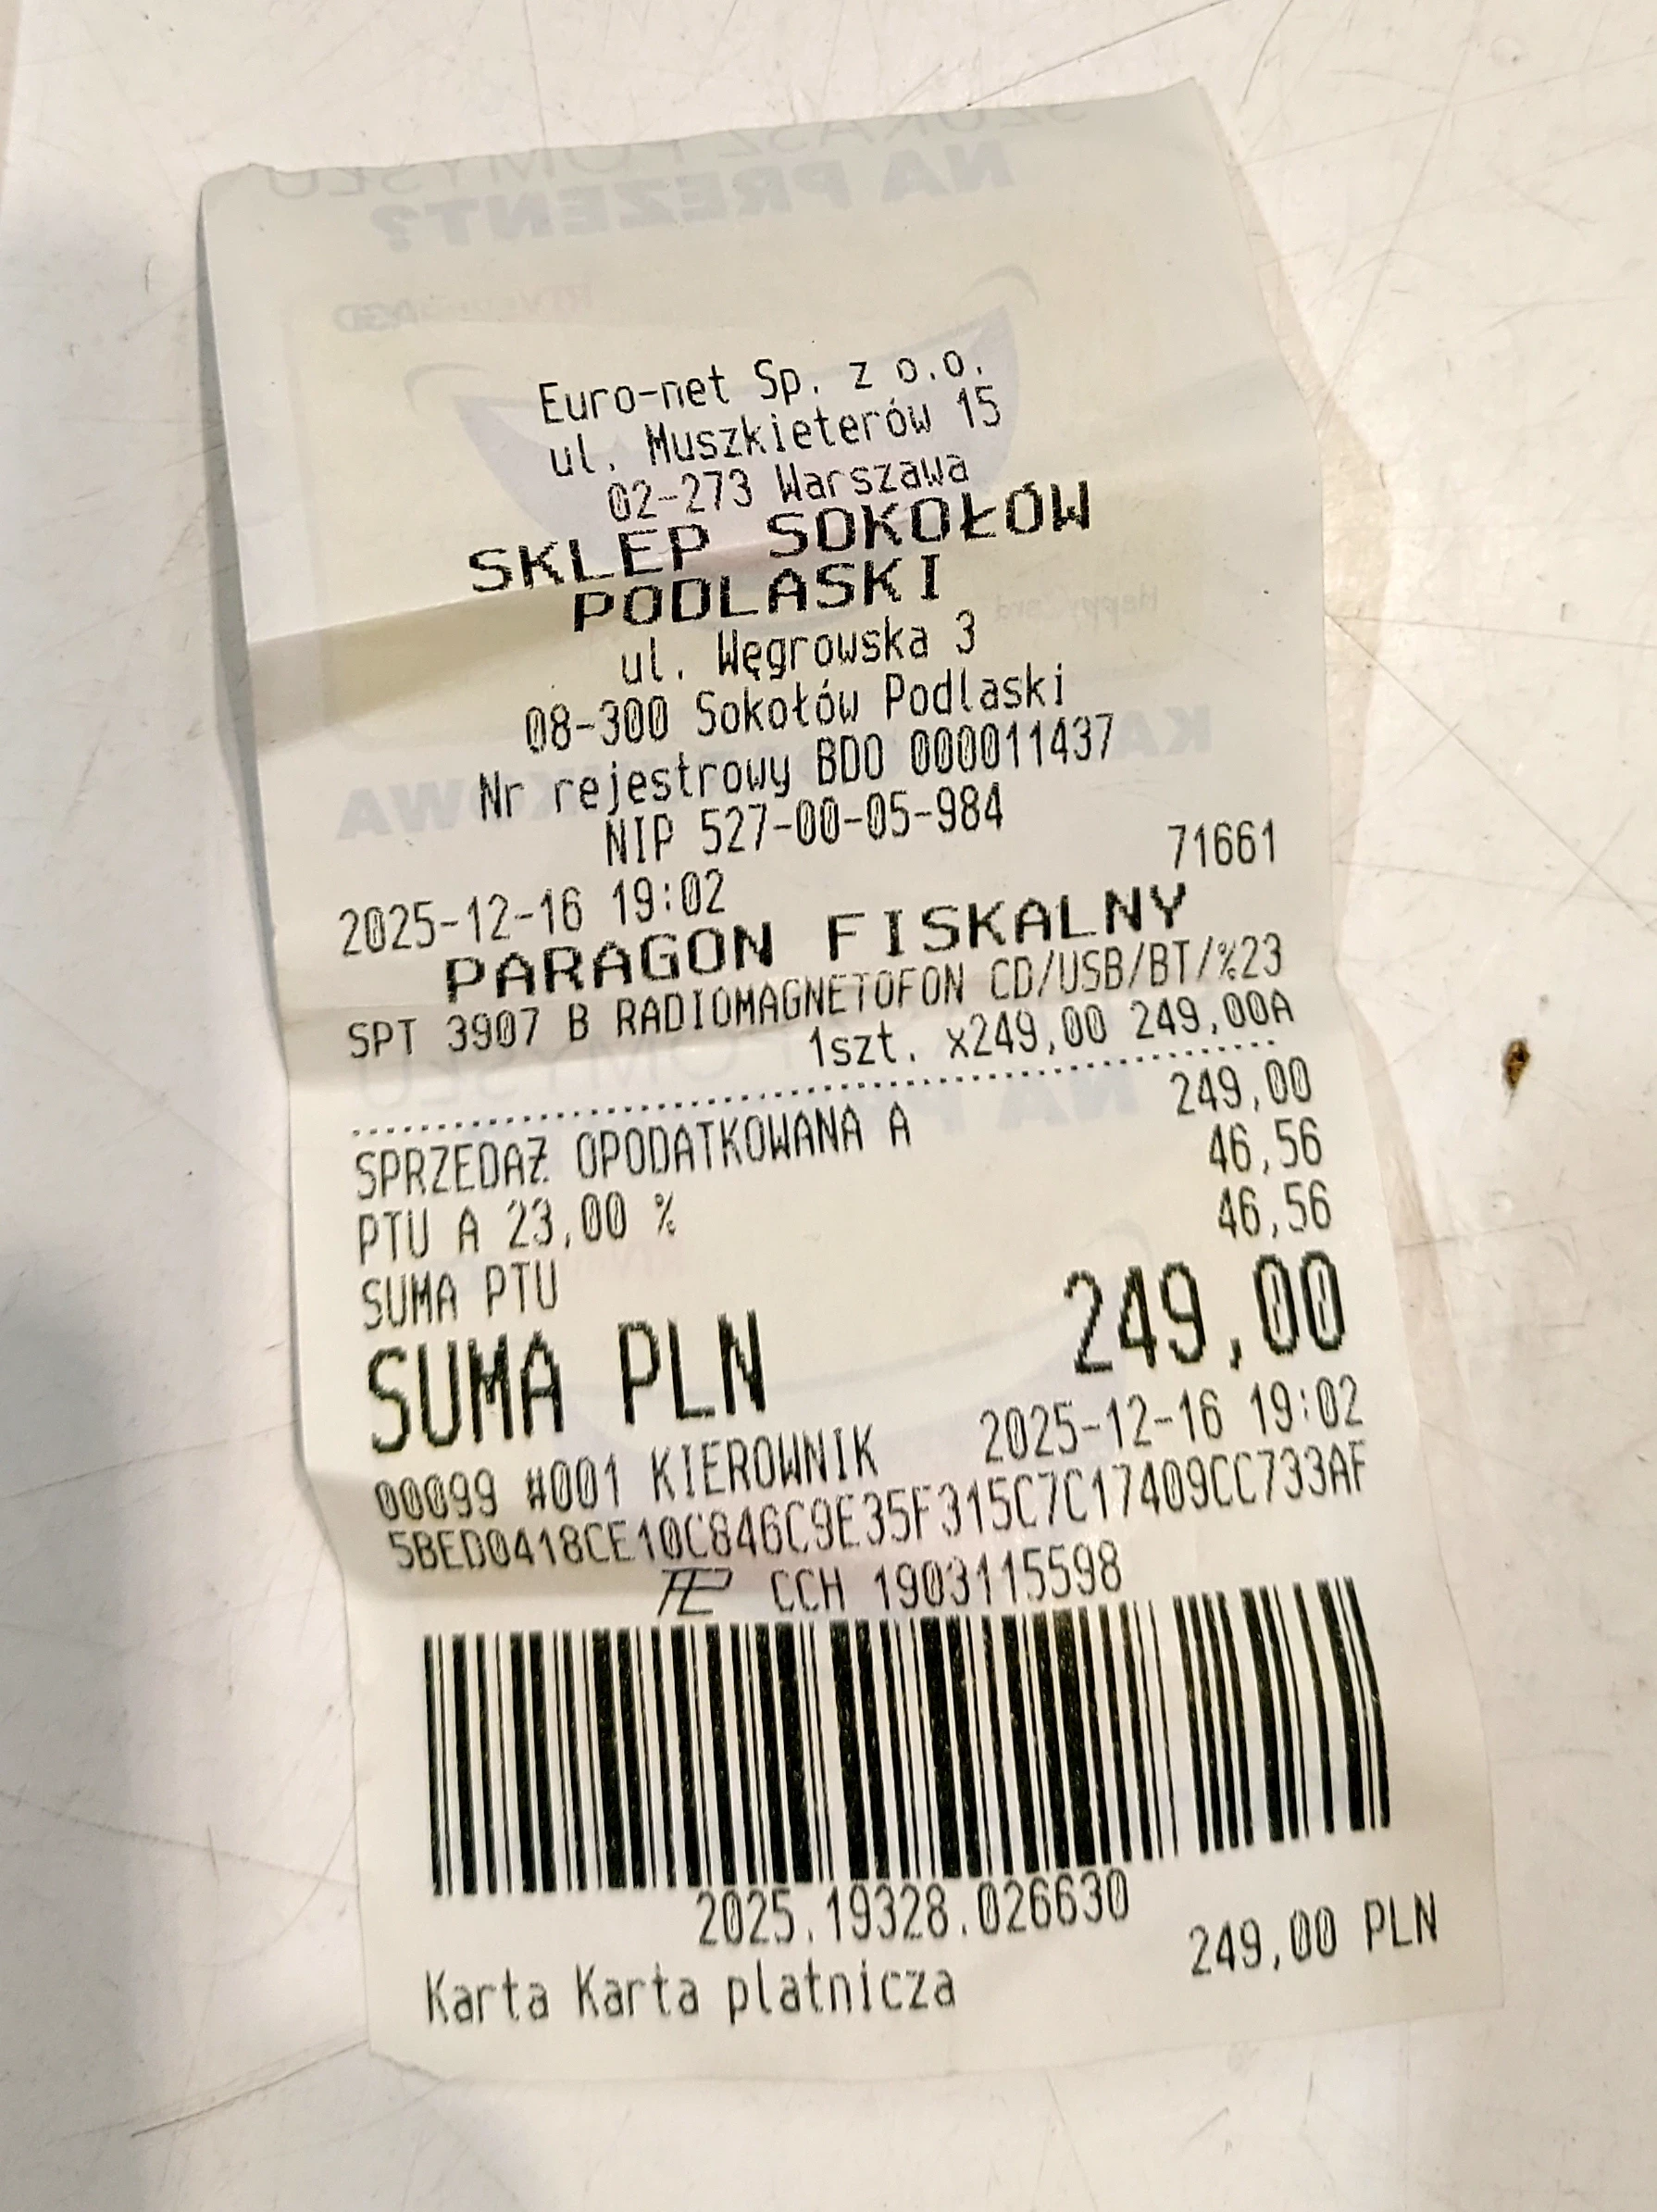 Euro-net Sp. z o.o.
ul. Muszkieterów 15
02-273 Warszawa
SKLEP SOKOŁÓW
PODLASKI
ul. Węgrowska 3
08-300 Sokołów Podlaski
Nr rejestrowy BDO 000011437
NIP 527-00-05-984
2025-12-16 19:02 71661
PARAGON FISKALNY
SPT 3907 B RADIOMAGNETOFON CD/USB/BT/%23
1szt. x249,00 249,00A
SPRZEDAŻ OPODATKOWANA A 249,00
PTU A 23,00 % 46,56
SUMA PTU 46,56
SUMA PLN 249,00
00099 #001 KIEROWNIK 2025-12-16 19:02
5BED0418CE10C846C9E35F315C7C17409CC733AF
CCH 1903115598
2025.19328.026630
Karta Karta płatnicza 249,00 PLN